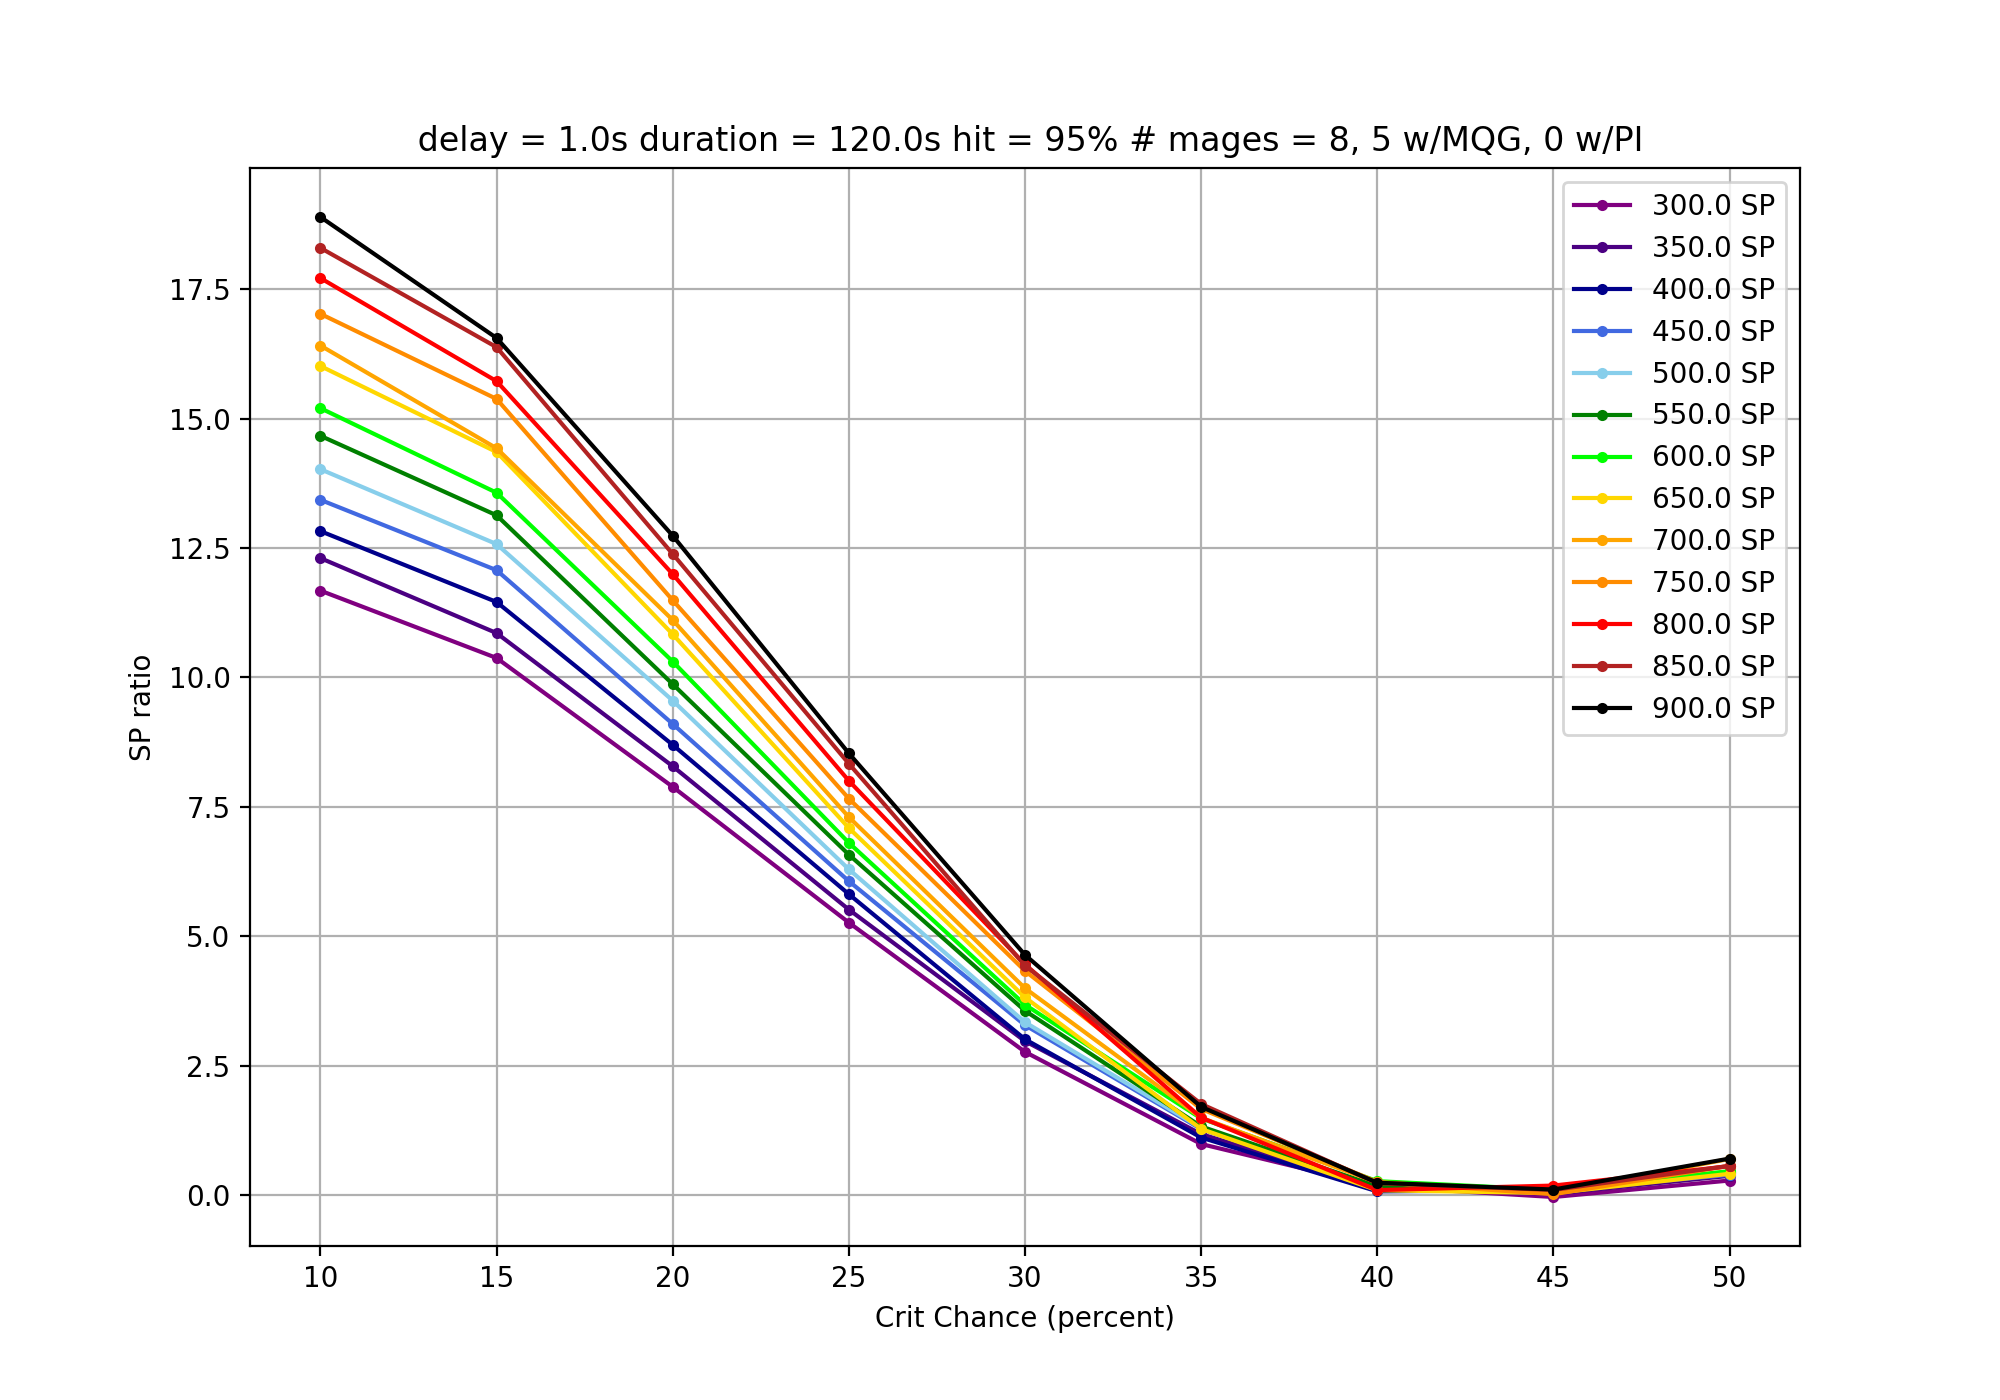 delay = 1.0s duration = 120.0s hit = 95% # mages = 8, 5 w/MQG, 0 w/PI
300.0 SP
350.0 SP
400.0 SP
450.0 SP
500.0 SP
550.0 SP
600.0 SP
650.0 SP
700.0 SP
750.0 SP
800.0 SP
850.0 SP
900.0 SP
SP ratio
17.5
15.0
12.5
10.0
7.5
5.0
2.5
0.0
10 15 20 25 30 35 40 45 50
Crit Chance (percent)